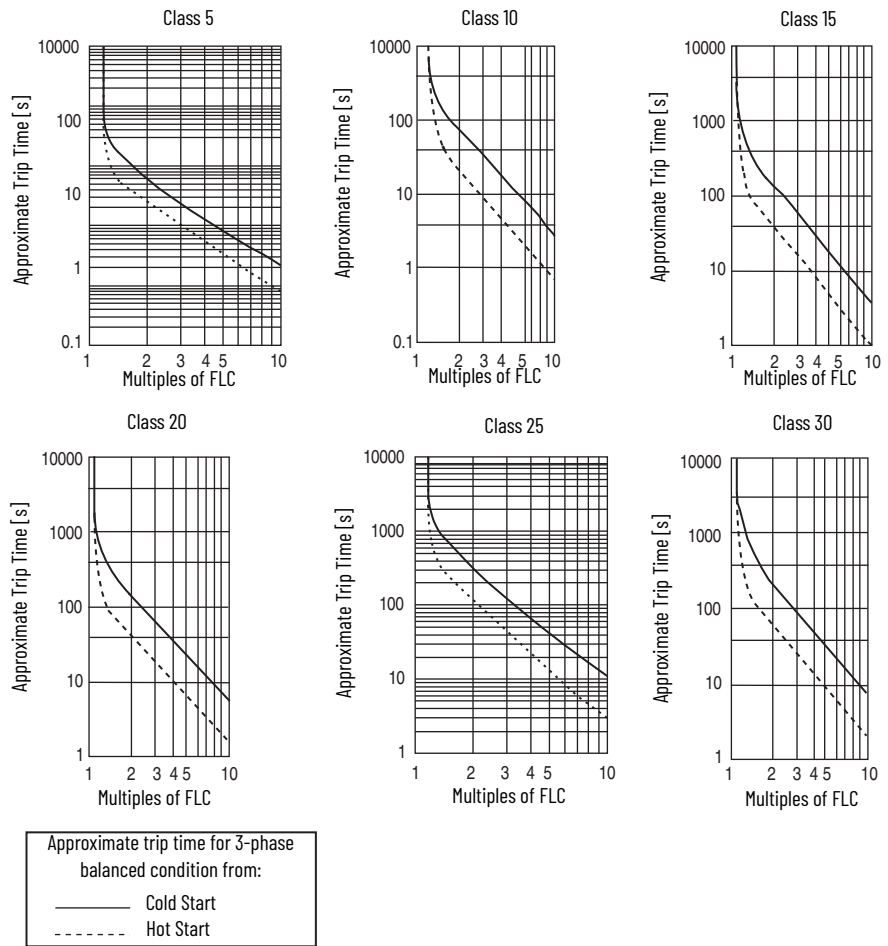 Class 5
Approximate Trip Time [s]
10000
100
10
1
0.1
1 2 3 4 5 10
Multiples of FLC
Class 10
Approximate Trip Time [s]
10000
100
10
1
0.1
1 2 3 4 5 10
Multiples of FLC
Class 15
Approximate Trip Time [s]
10000
1000
100
10
1
1 2 3 4 5 10
Multiples of FLC
Class 20
Approximate Trip Time [s]
10000
1000
100
10
1
1 2 3 4 5 10
Multiples of FLC
Class 25
Approximate Trip Time [s]
10000
1000
100
10
1
1 2 3 4 5 10
Multiples of FLC
Class 30
Approximate Trip Time [s]
10000
1000
100
10
1
1 2 3 4 5 10
Multiples of FLC
Approximate trip time for 3-phase
balanced condition from:
Cold Start
Hot Start